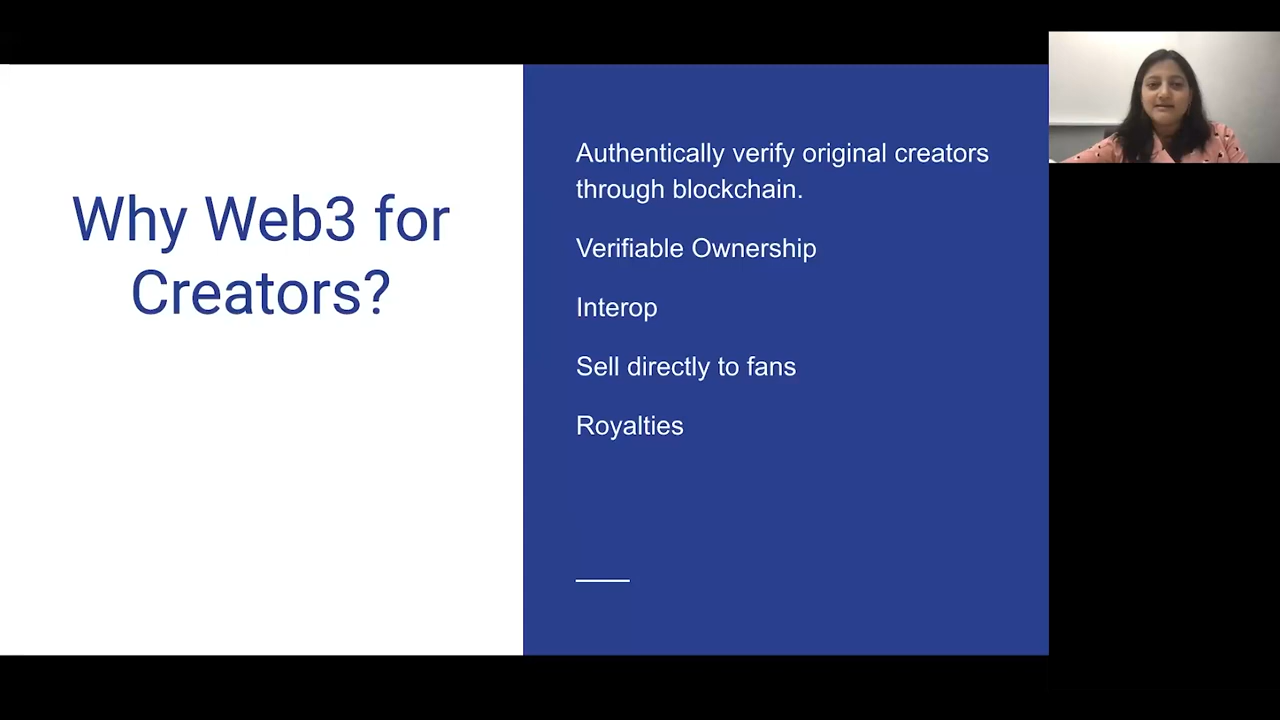 Why Web3 for
Creators?
Authentically verify original creators
through blockchain.
Verifiable Ownership
Interop
Sell directly to fans
Royalties